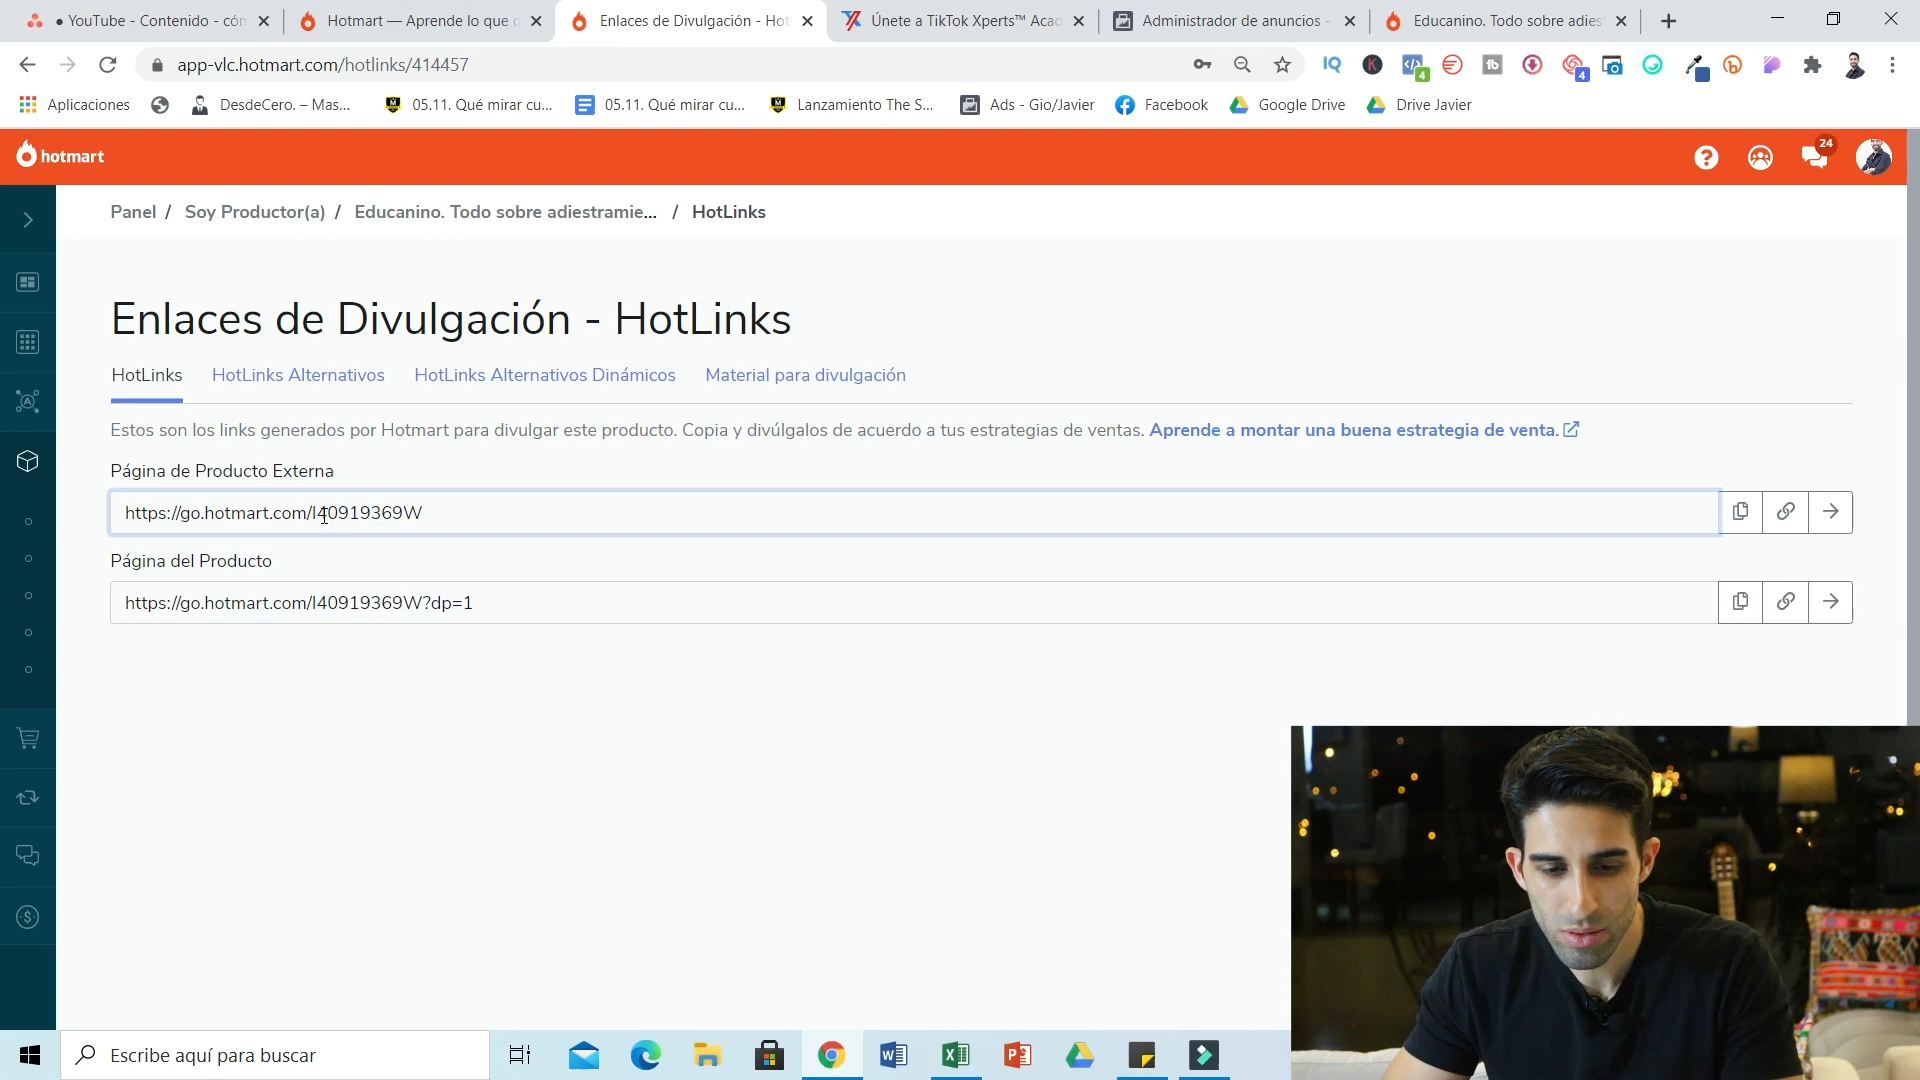 • YouTube - Contenido - cóm
Hotmart — Aprende lo que q
Enlaces de Divulgación - Hot
Únete a TikTok Xperts™ Acad
Administrador de anuncios -
Educanino. Todo sobre adies
app-vlc.hotmart.com/hotlinks/414457
IQ
K
4
tb
4
Aplicaciones
DesdeCero. – Mas...
05.11. Qué mirar cu...
05.11. Qué mirar cu...
Lanzamiento The S...
Ads - Gio/Javier
Facebook
Google Drive
Drive Javier
hotmart
?
24
Panel / Soy Productor(a) / Educanino. Todo sobre adiestramie... / HotLinks
Enlaces de Divulgación - HotLinks
HotLinks
HotLinks Alternativos
HotLinks Alternativos Dinámicos
Material para divulgación
Estos son los links generados por Hotmart para divulgar este producto. Copia y divúlgalos de acuerdo a tus estrategias de ventas. Aprende a montar una buena estrategia de venta.
Página de Producto Externa
https://go.hotmart.com/I40919369W
Página del Producto
https://go.hotmart.com/I40919369W?dp=1
Escribe aquí para buscar